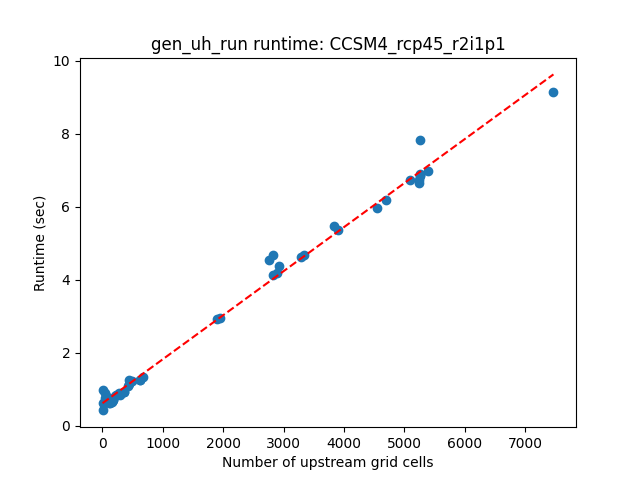 gen_uh_run runtime: CCSM4_rcp45_r2i1p1
10
8
6
4
2
0
Runtime (sec)
0 1000 2000 3000 4000 5000 6000 7000
Number of upstream grid cells